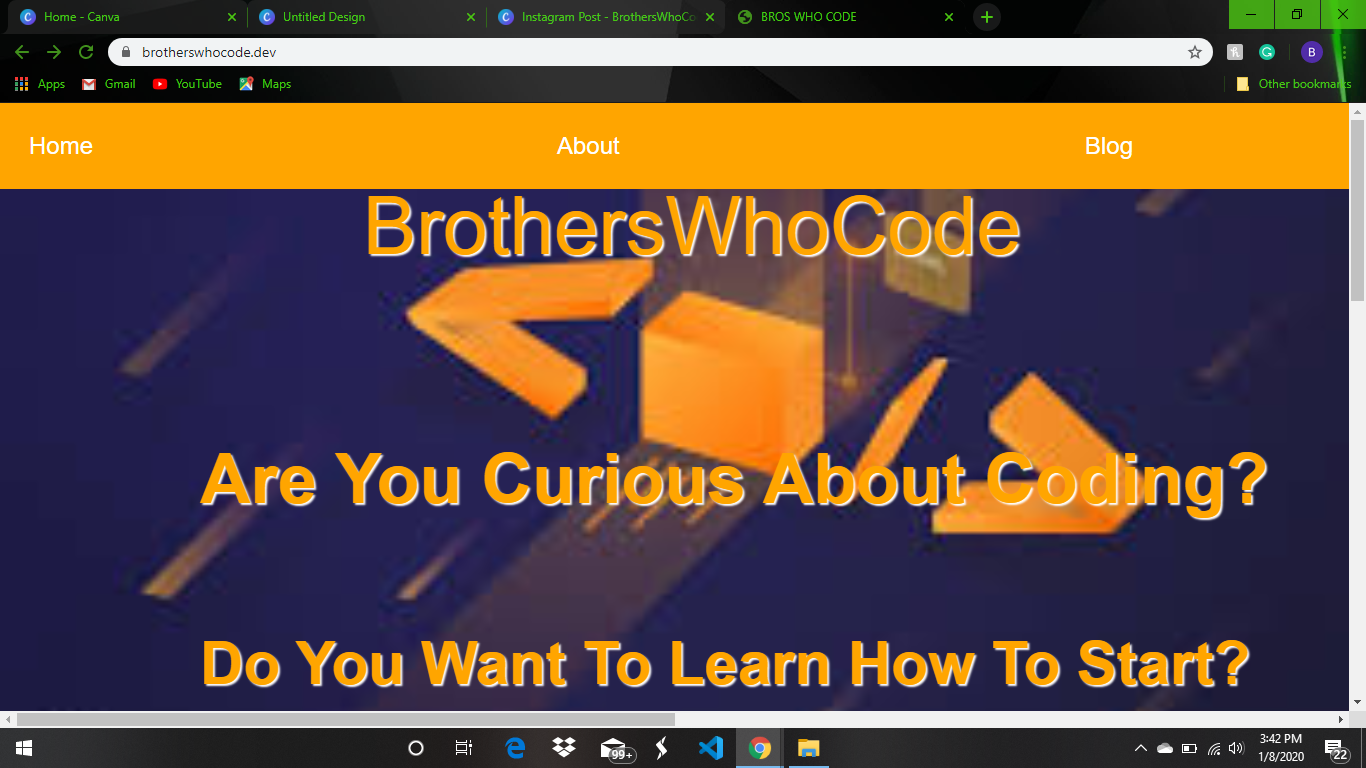 Home - Canva
Untitled Design
Instagram Post - BrothersWhoCo
BROS WHO CODE
brotherswhocode.dev
B
Apps
Gmail
YouTube
Maps
Other bookmarks
Home
About
Blog
BrothersWhoCode
Are You Curious About Coding?
Do You Want To Learn How To Start?
99+
3:42 PM
1/8/2020
22